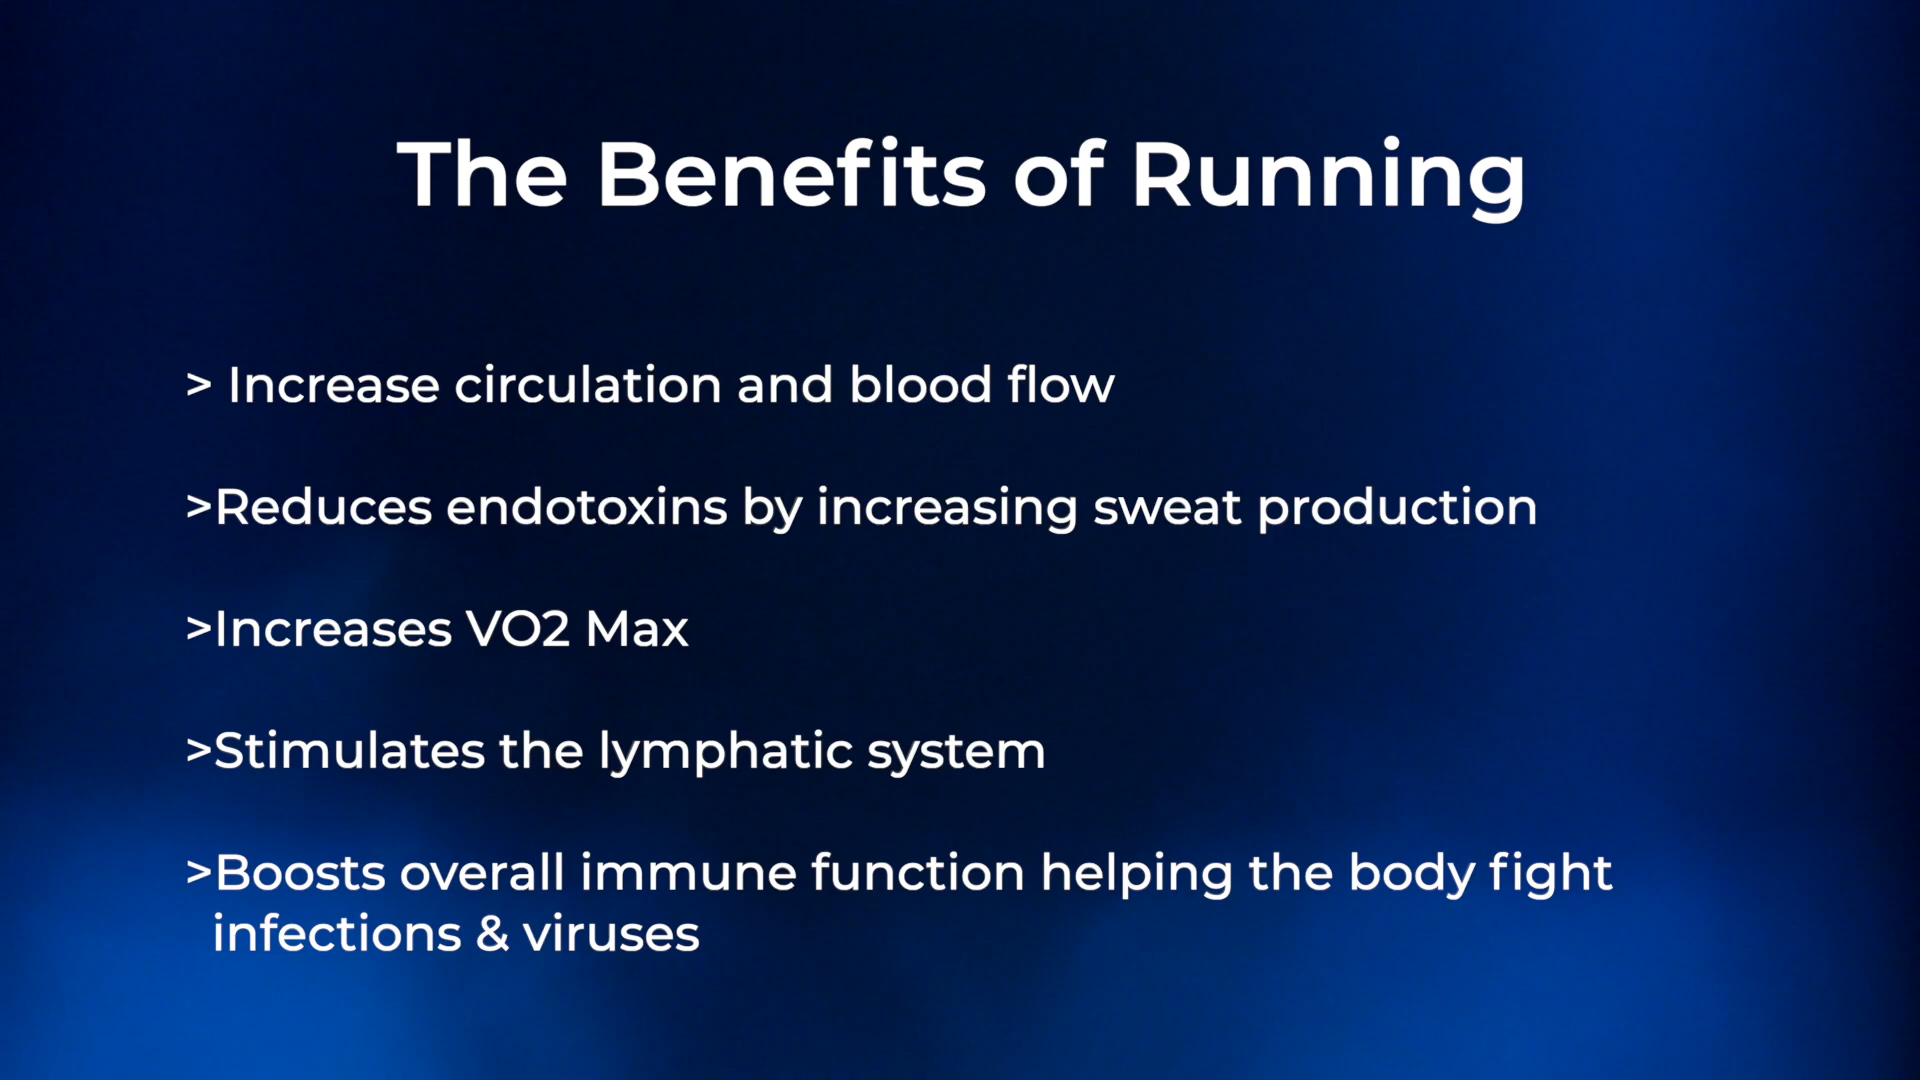 The Benefits of Running
> Increase circulation and blood flow
>Reduces endotoxins by increasing sweat production
>Increases VO2 Max
>Stimulates the lymphatic system
>Boosts overall immune function helping the body fight
infections & viruses